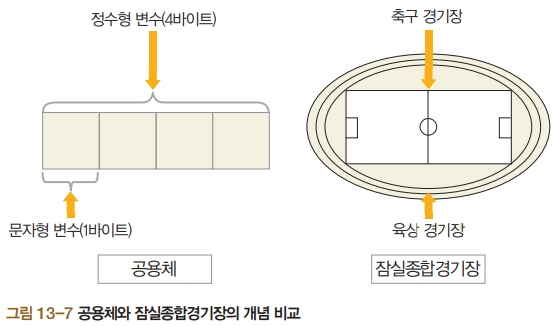 정수형 변수(4바이트)
축구 경기장
문자형 변수(1바이트)
육상 경기장
공용체
잠실종합경기장
그림 13-7 공용체와 잠실종합경기장의 개념 비교